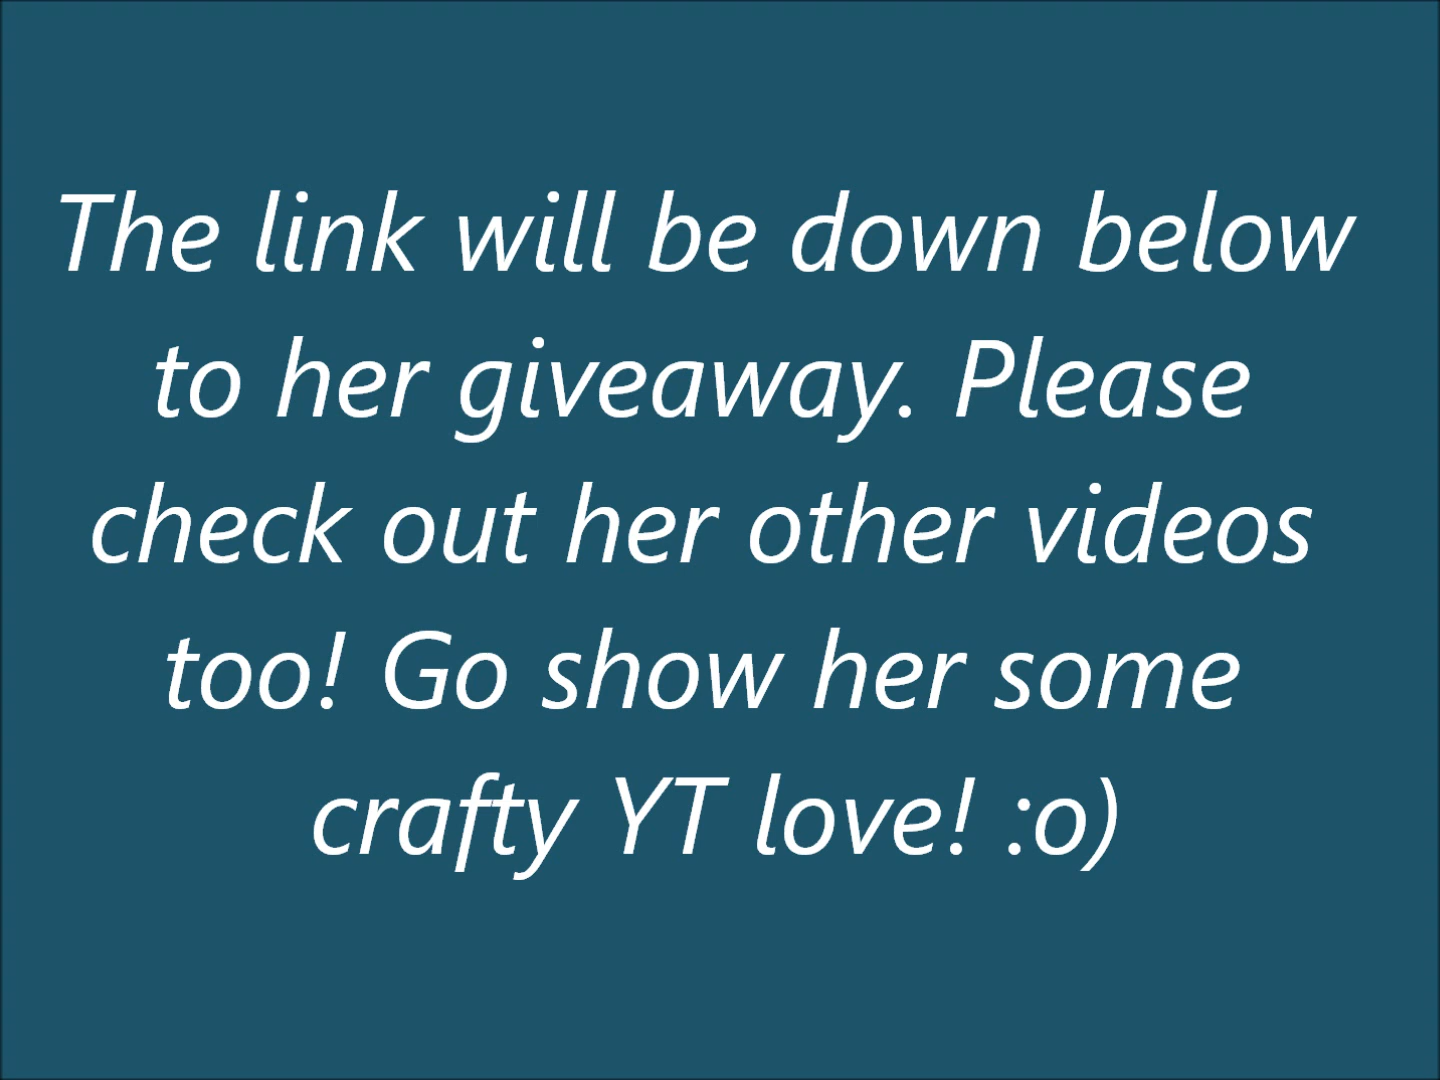 The link will be down below
to her giveaway. Please
check out her other videos
too! Go show her some
crafty YT love! :o)